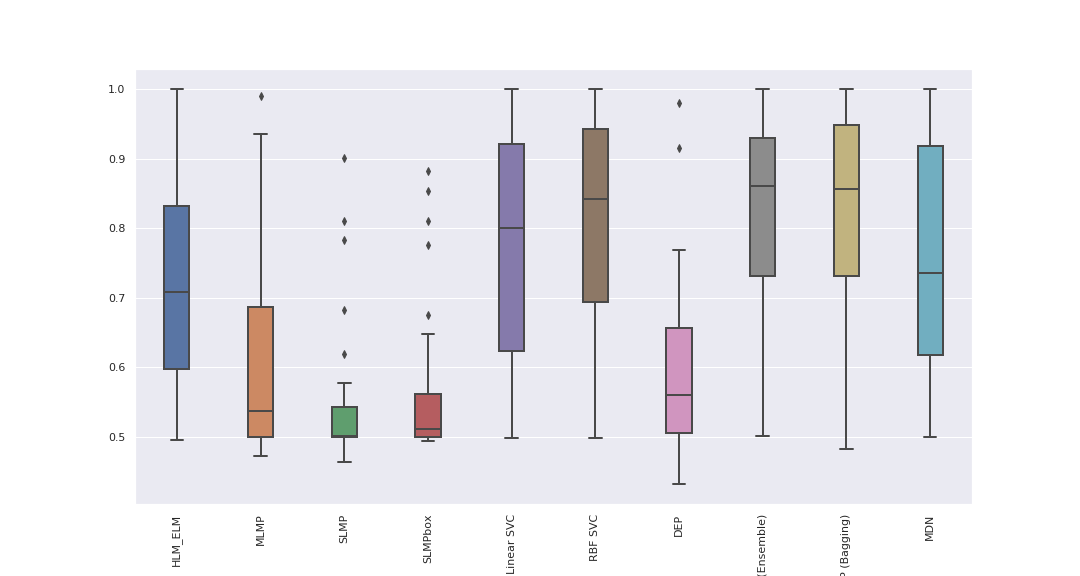 1.0
0.9
0.8
0.7
0.6
0.5
HLM_ELM
MLMP
SLMP
SLMPbox
Linear SVC
RBF SVC
DEP
(Ensemble)
P (Bagging)
MDN